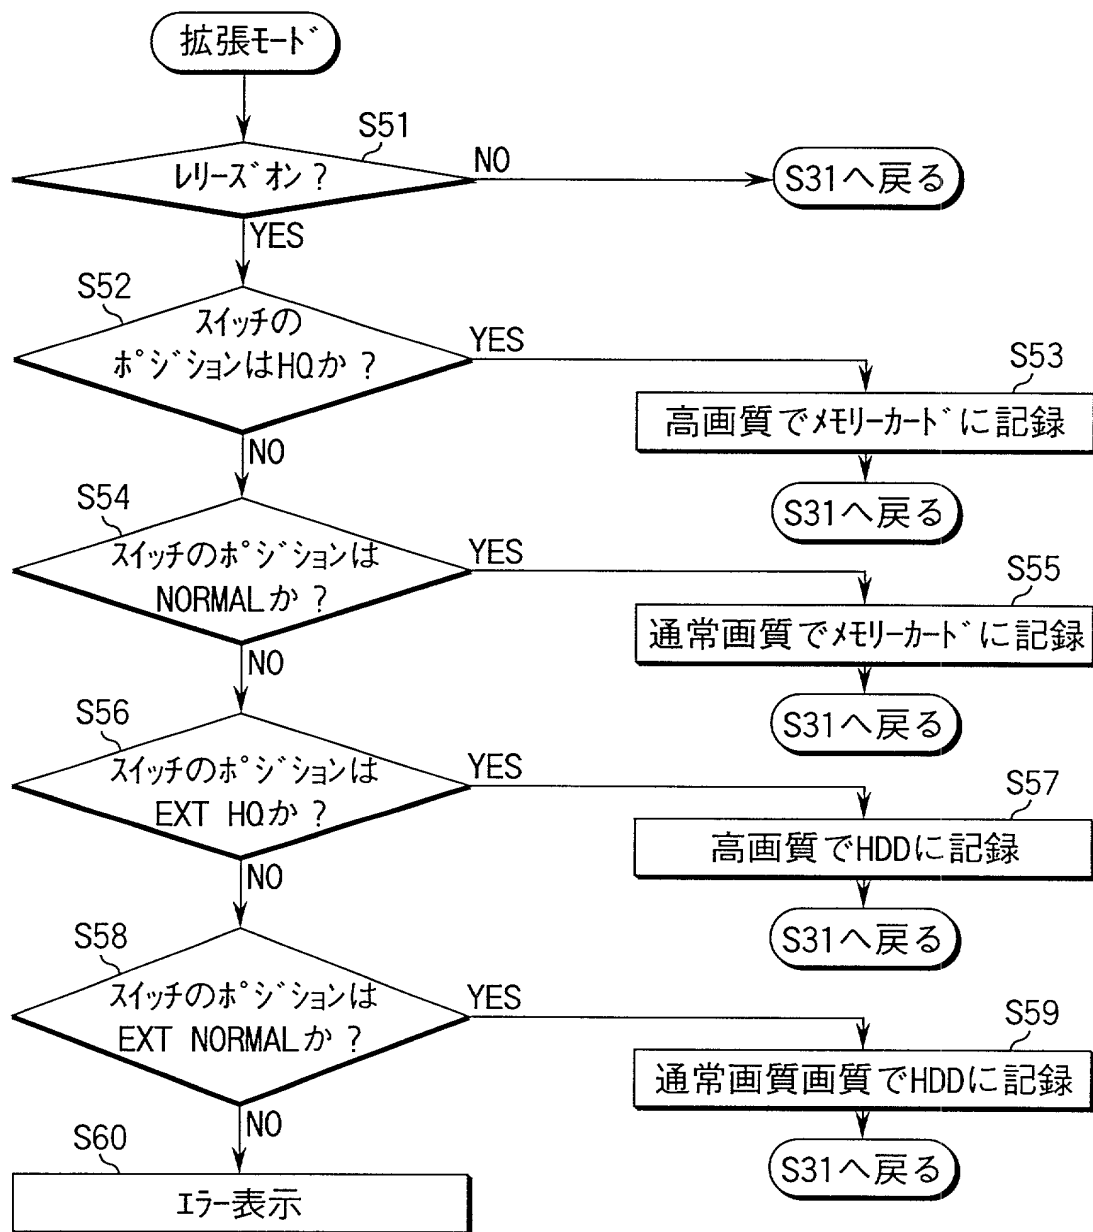 拡張モード
S51
レリーズオン？
NO
S31へ戻る
YES
S52
スイッチの
ポジションはHQか？
YES
S53
高画質でメモリーカードに記録
S31へ戻る
NO
S54
スイッチのポジションは
NORMALか？
YES
S55
通常画質でメモリーカードに記録
S31へ戻る
NO
S56
スイッチのポジションは
EXT HQか？
YES
S57
高画質でHDDに記録
S31へ戻る
NO
S58
スイッチのポジションは
EXT NORMALか？
YES
S59
通常画質画質でHDDに記録
S31へ戻る
NO
S60
エラー表示